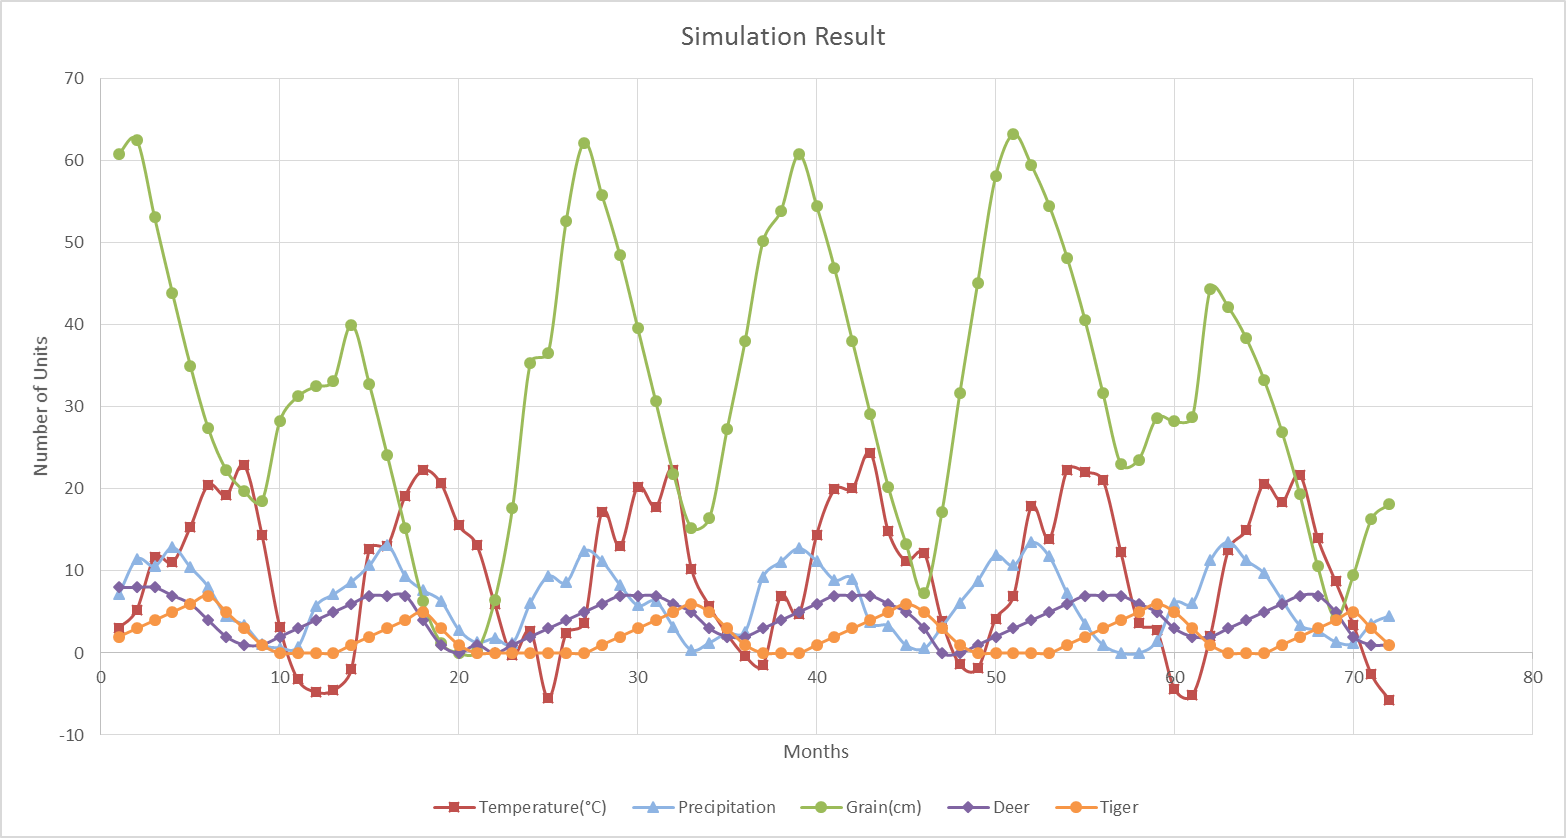 Simulation Result
70
60
50
40
30
20
10
0
-10
Number of Units
0 10 20 30 40 50 60 70 80
Months
Temperature(°C) Precipitation Grain(cm) Deer Tiger